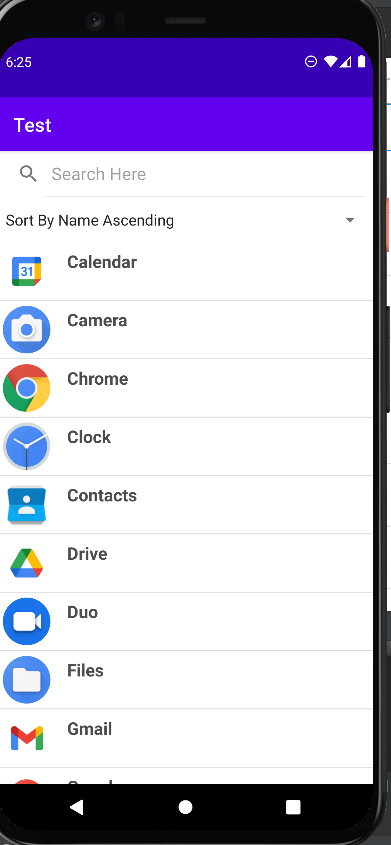 6:25
Test
Search Here
Sort By Name Ascending
31
Calendar
Camera
Chrome
Clock
Contacts
Drive
Duo
Files
Gmail